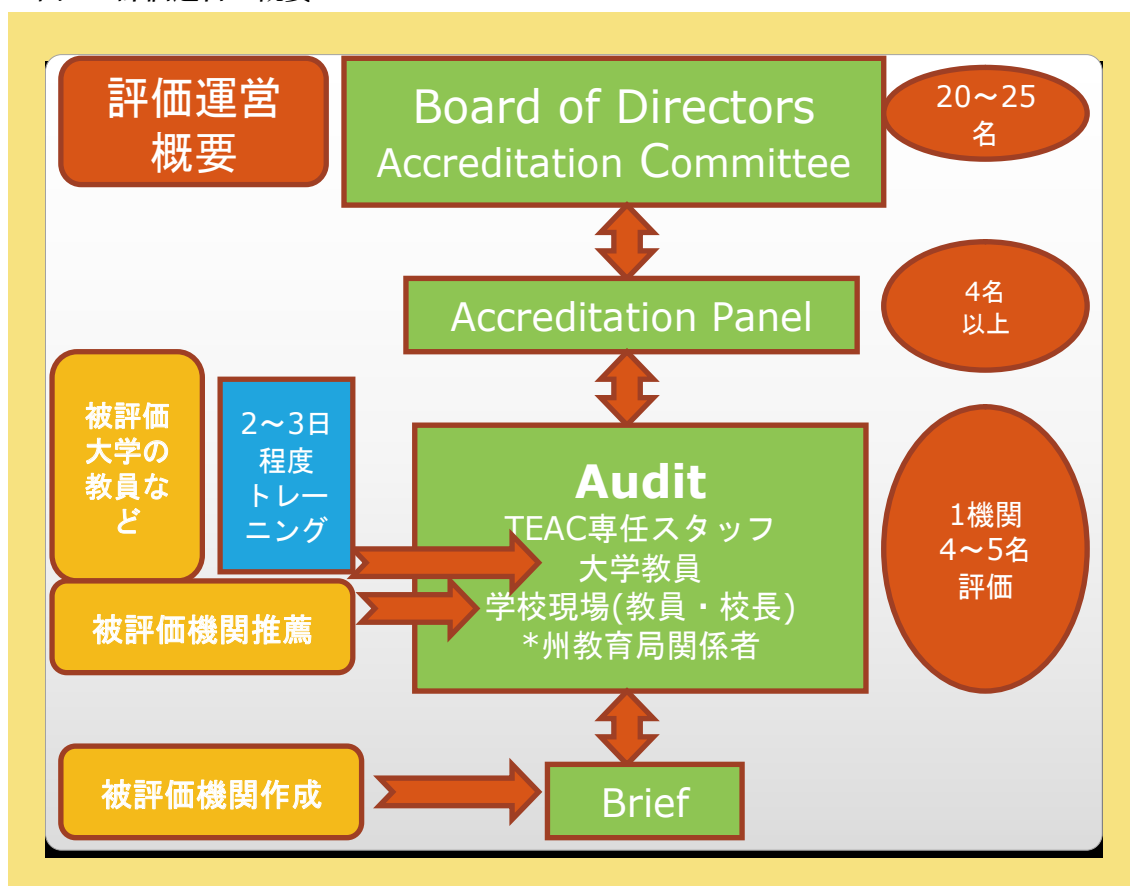 評価運営
概要
Board of Directors
Accreditation Committee
20～25
名
Accreditation Panel
4名
以上
被評価
大学の
教員な
ど
2～3日
程度
トレー
ニング
Audit
TEAC専任スタッフ
大学教員
学校現場(教員・校長)
*州教育局関係者
1機関
4～5名
評価
被評価機関推薦
被評価機関作成
Brief